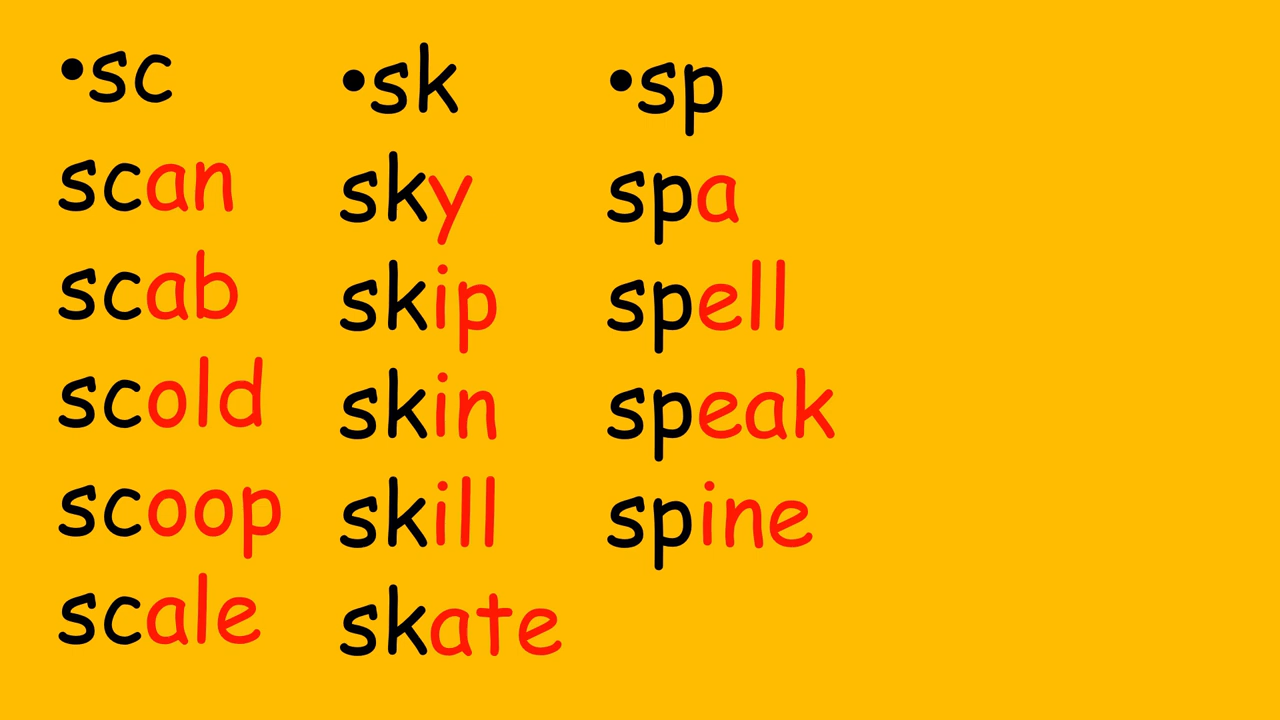 •sc
scan
scab
scold
scoop
scale
•sk
sky
skip
skin
skill
skate
•sp
spa
spell
speak
spine